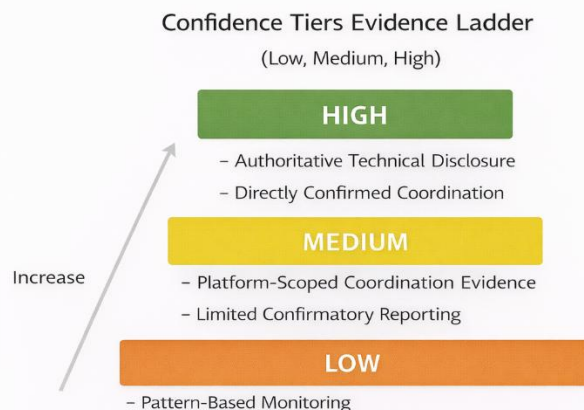 Confidence Tiers Evidence Ladder
(Low, Medium, High)
HIGH
– Authoritative Technical Disclosure
– Directly Confirmed Coordination
MEDIUM
– Platform-Scoped Coordination Evidence
– Limited Confirmatory Reporting
Increase
LOW
– Pattern-Based Monitoring